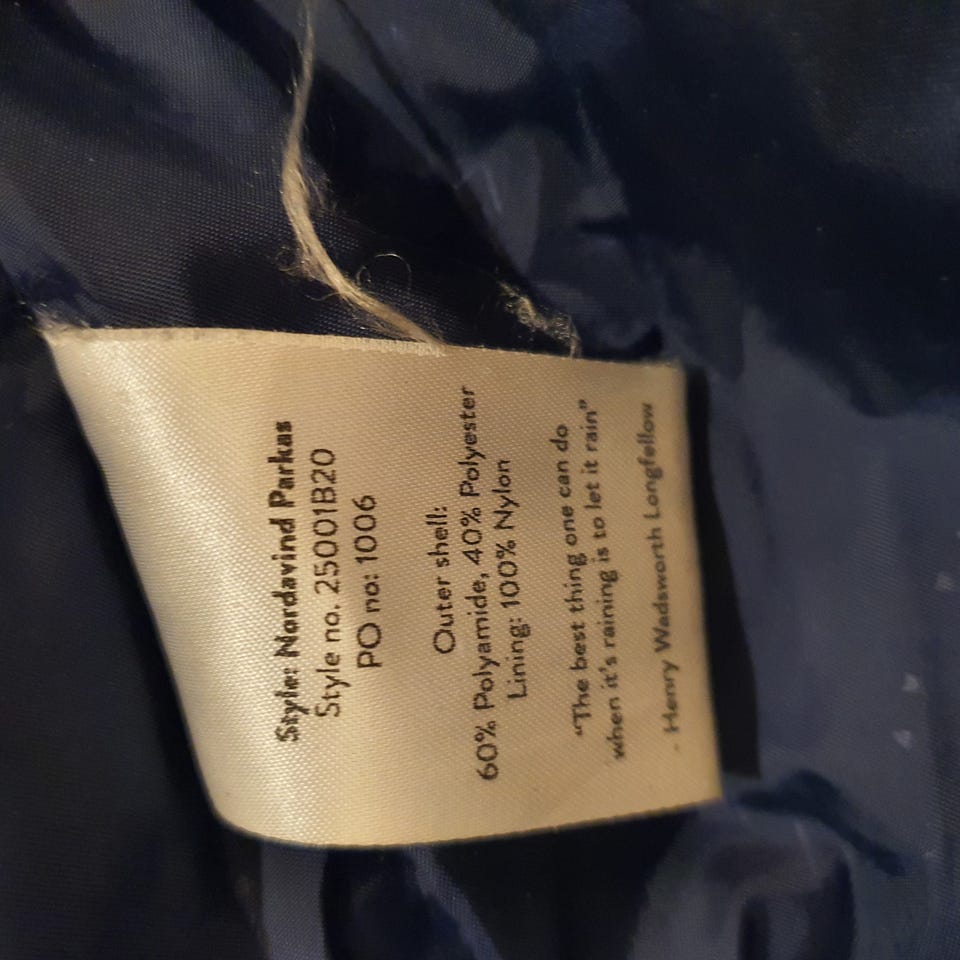 Style: Nordavind Parkas
Style no. 25001B20
PO no: 1006
Outer shell:
60% Polyamide, 40% Polyester
Lining: 100% Nylon
“The best thing one can do
when it's raining is to let it rain”
- Henry Wadsworth Longfellow